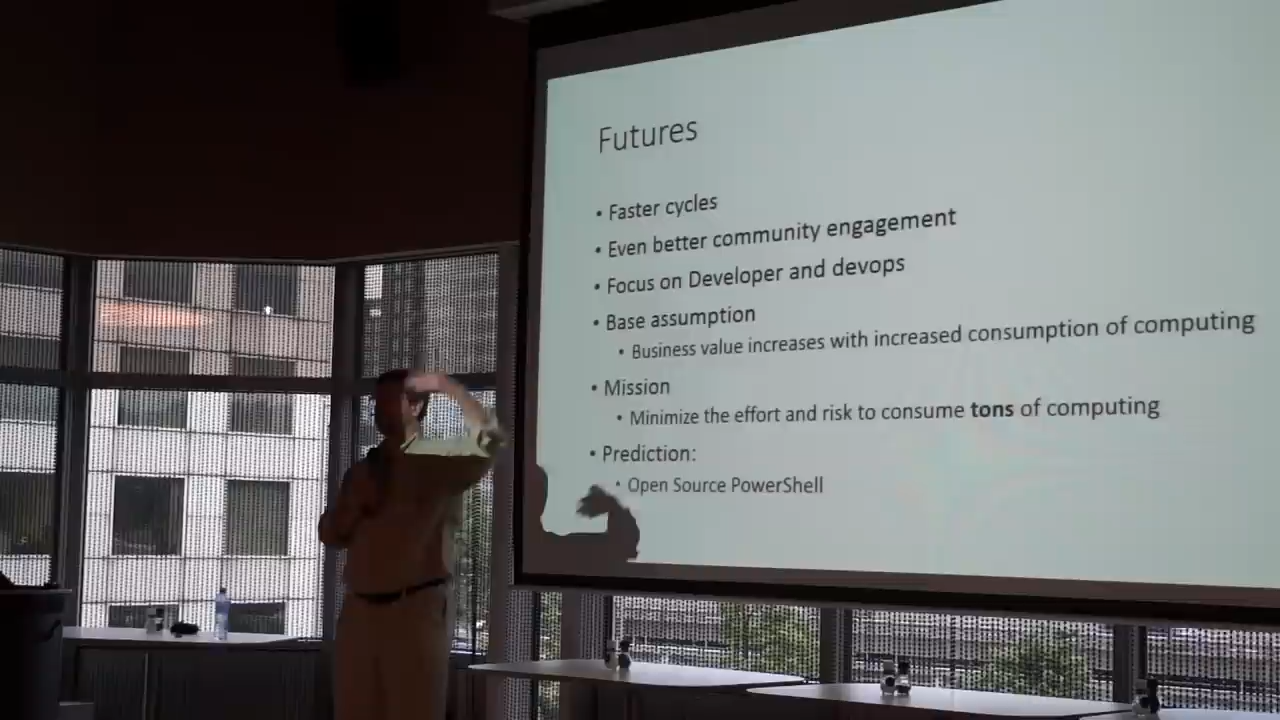 Futures
• Faster cycles
• Even better community engagement
• Focus on Developer and devops
• Base assumption
• Business value increases with increased consumption of computing
• Mission
• Minimize the effort and risk to consume tons of computing
• Prediction:
• Open Source PowerShell